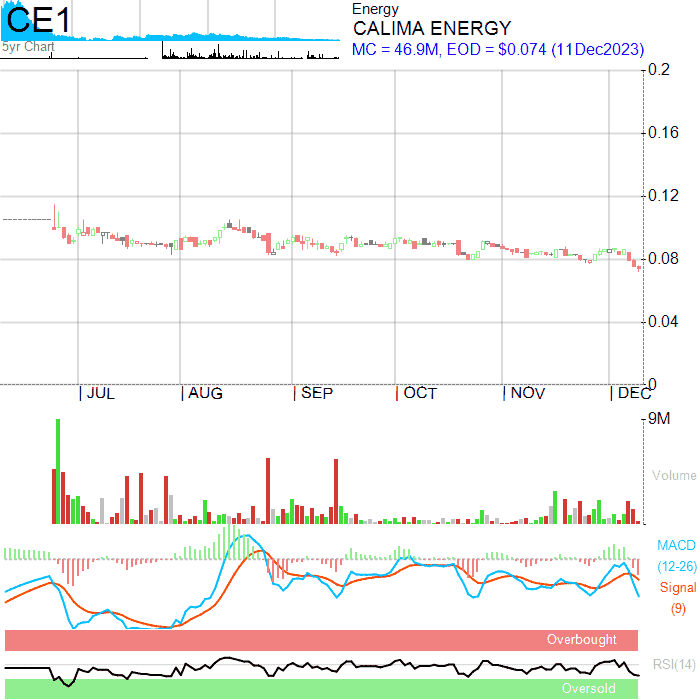 CE1
5yr Chart
Energy
CALIMA ENERGY
MC = 46.9M, EOD = $0.074 (11Dec2023)
0.2
0.16
0.12
0.08
0.04
0
JUL AUG SEP OCT NOV DEC
9M
Volume
MACD
(12-26)
Signal
(9)
Overbought
RSI(14)
Oversold